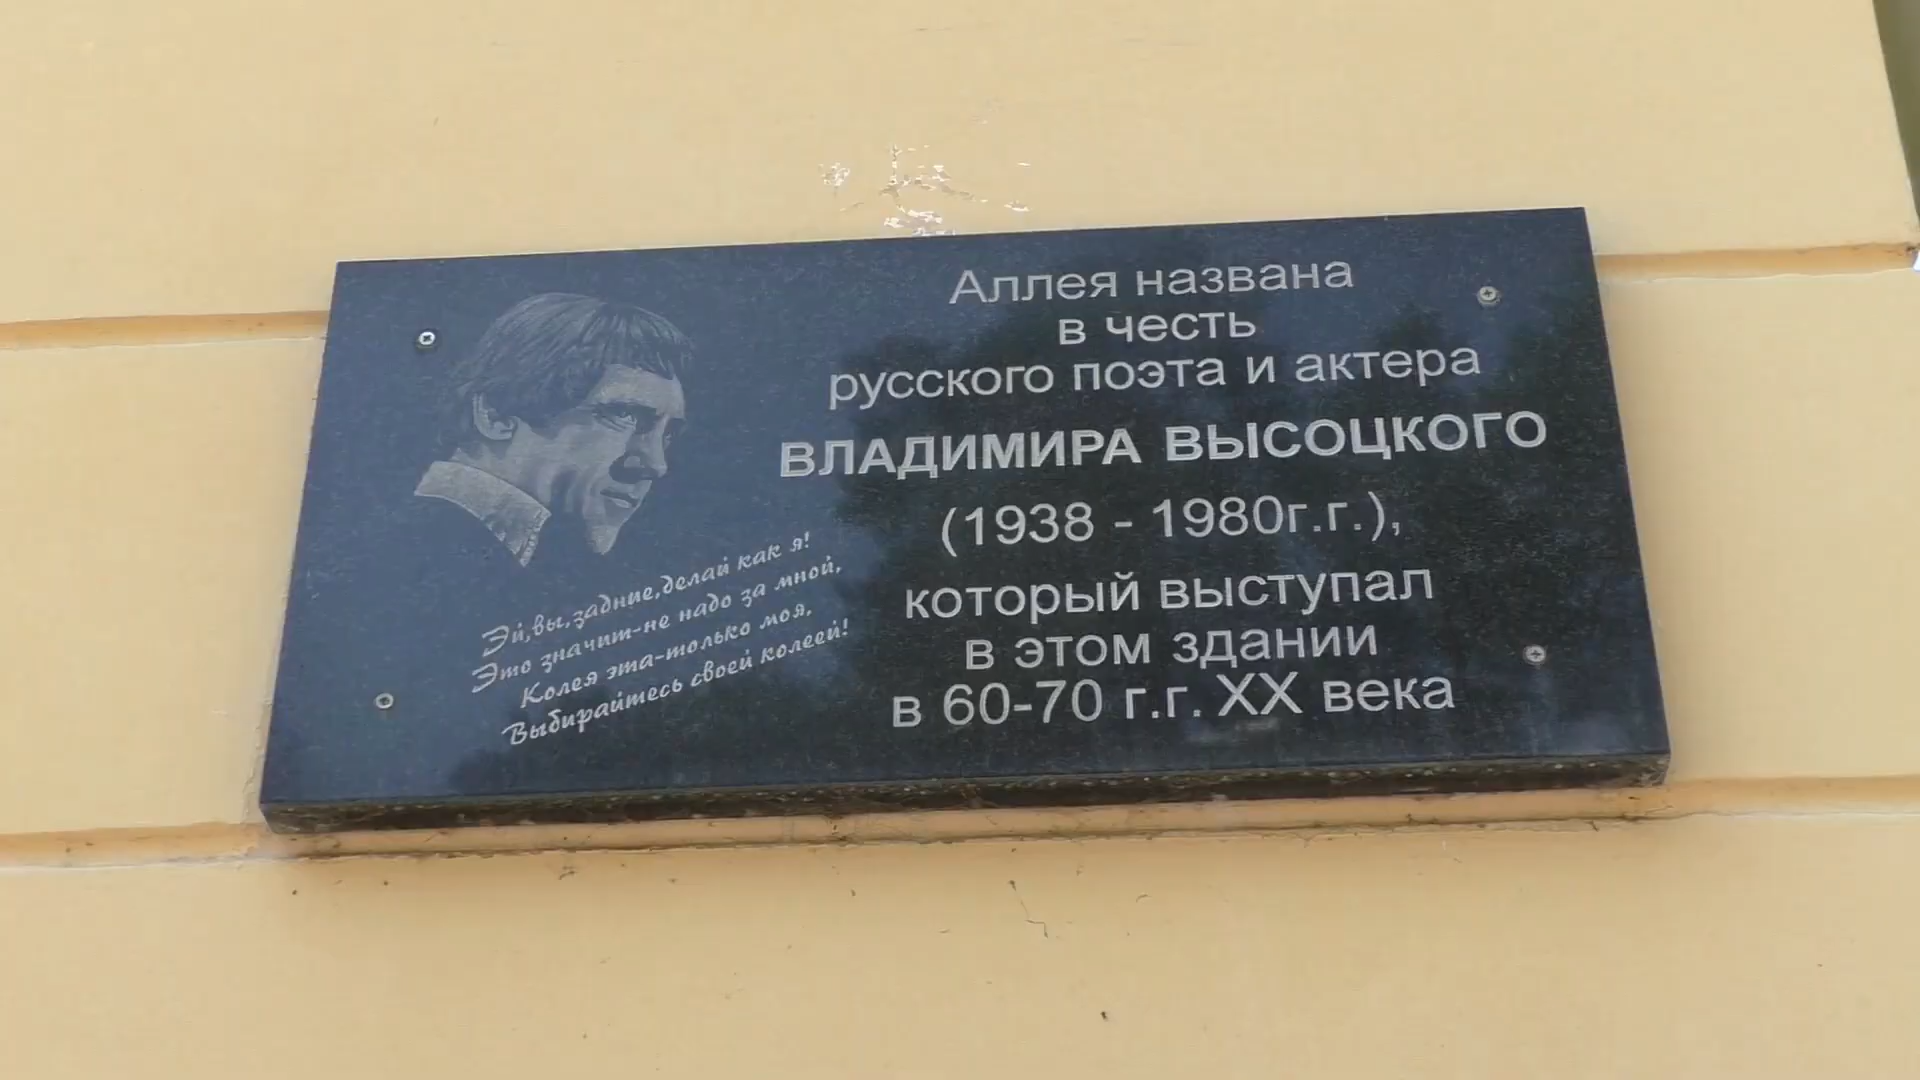 Аллея названа
в честь
русского поэта и актера
ВЛАДИМИРА ВЫСОЦКОГО
(1938 - 1980г.г.),
который выступал
в этом здании
в 60-70 г.г. XX века
Эй,вы,задние,делай как я!
Это значит-не надо за мной,
Колея эта-только моя,
Выбирайтесь своей колеей!